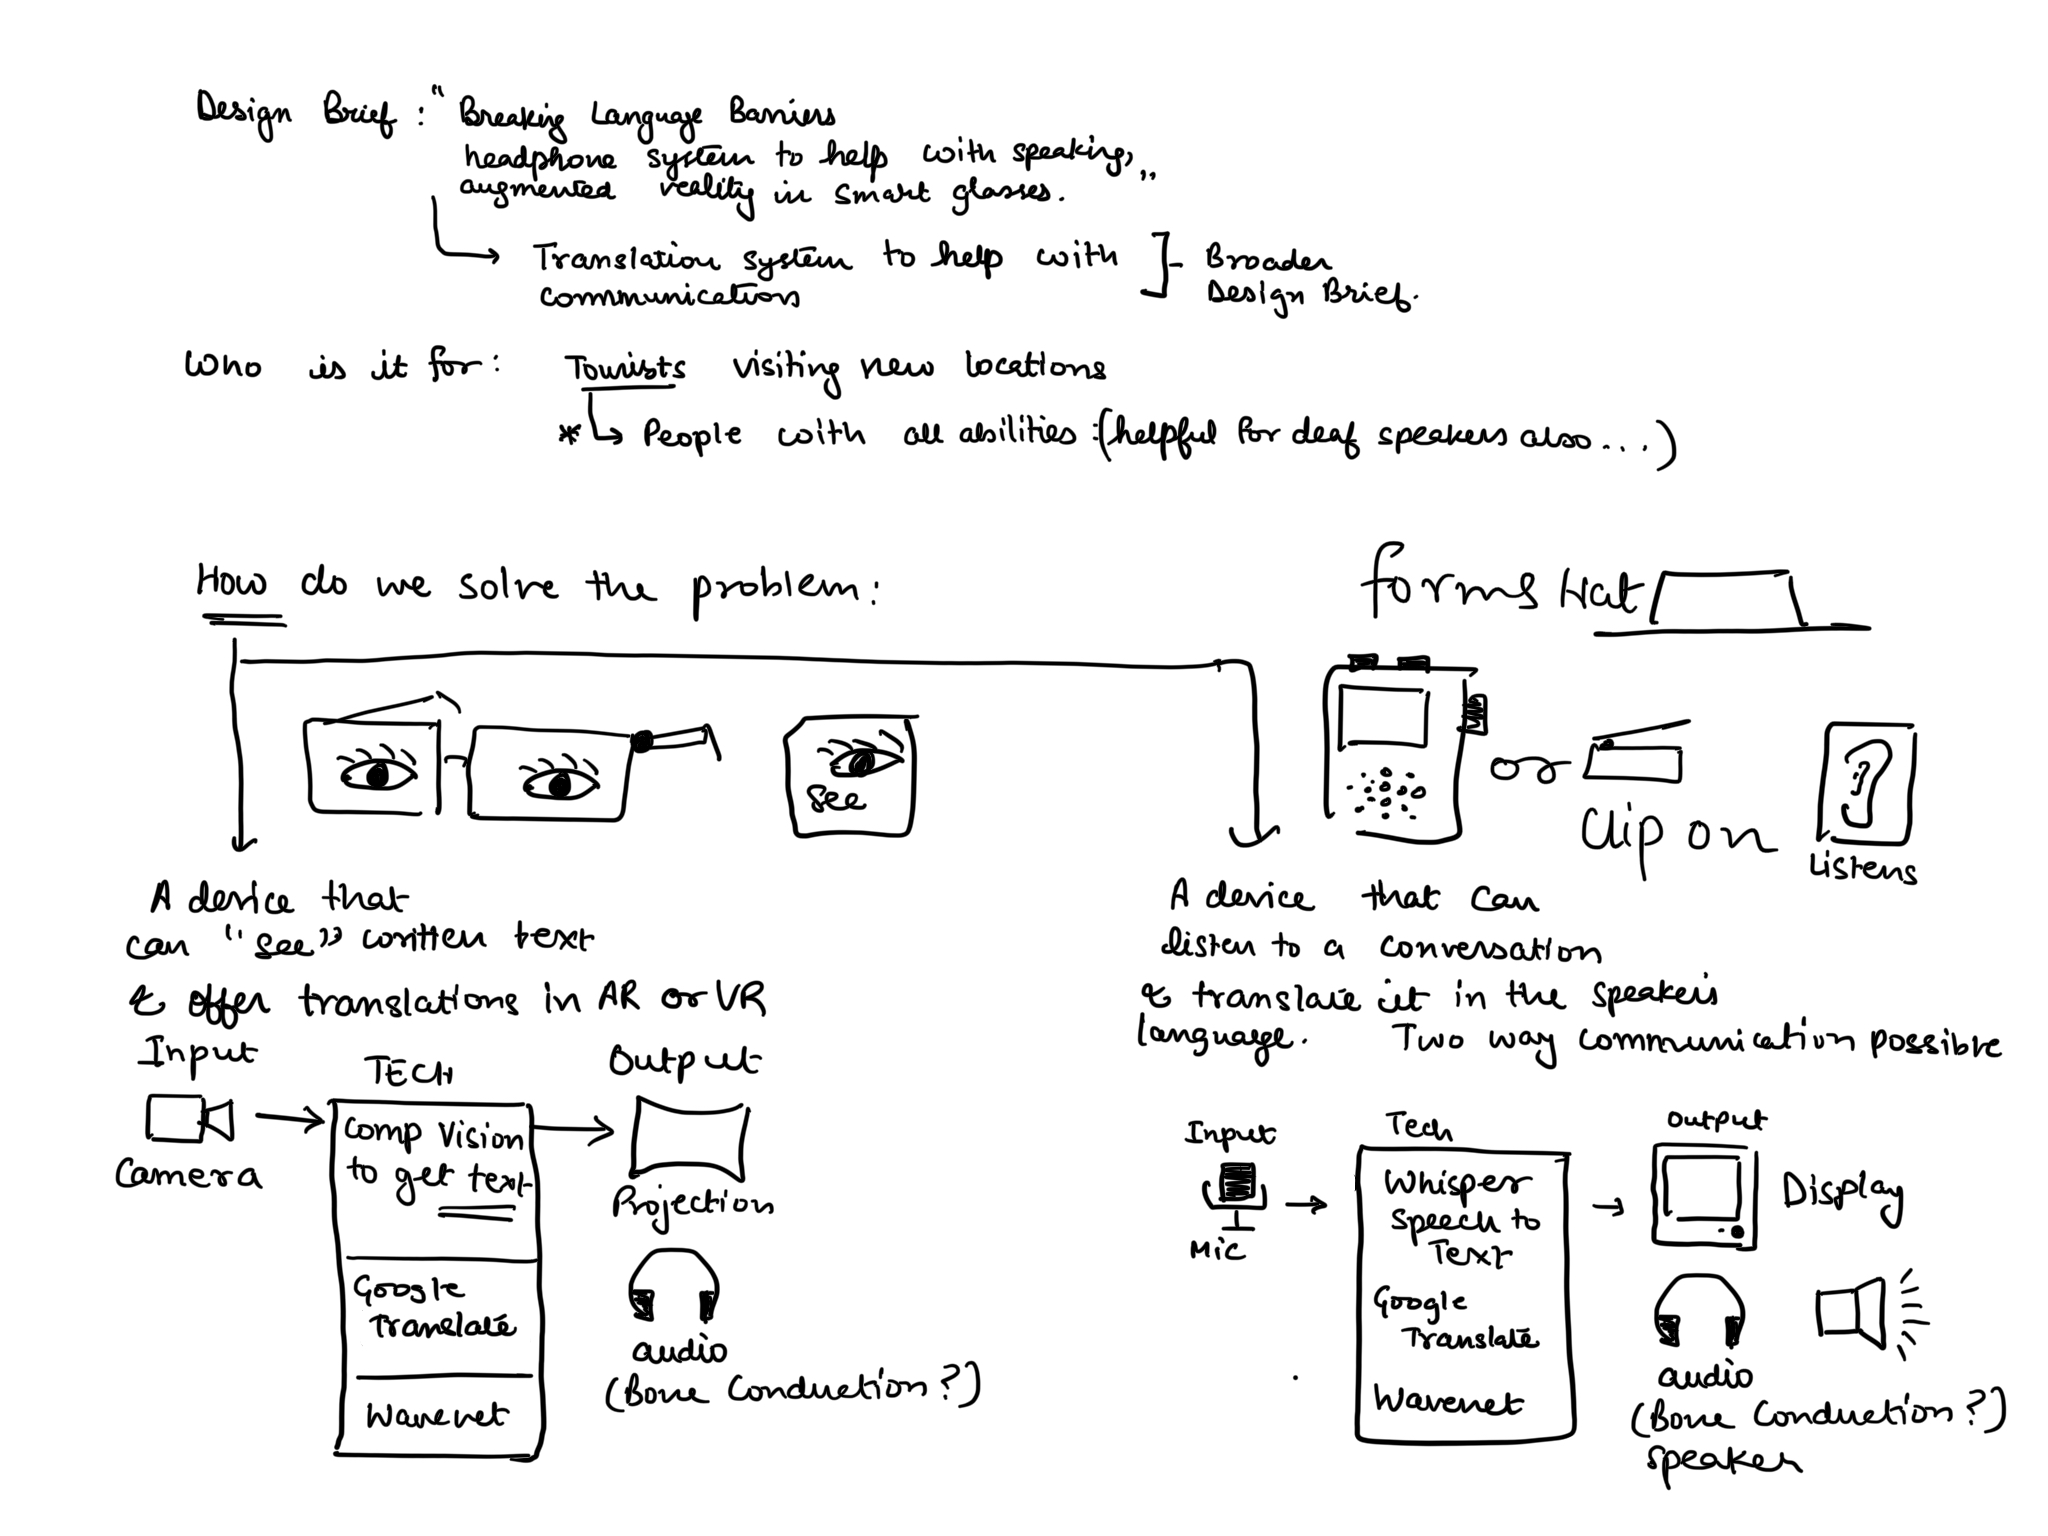 Design Brief : " Breaking Language Barriers
headphone system to help with speaking,
augmented reality in smart glasses. "
Translation system to help with
communication
Broader
Design Brief.
Who is it for : Tourists visiting new locations
* People with all abilities : (helpful for deaf speakers also ... )
How do we solve the problem :
forms Hat
see
Clip on
Listens
A device that
can "see" written text
& offer translations in AR or VR
Input
TECH
Output
Camera
Comp Vision
to get text
Google
Translate
Wavenet
Projection
audio
(Bone Conduction ?)
A device that can
listen to a conversation
& translate it in the speaker's
language. Two way communication possible
Input
Tech
Output
Mic
Whisper
Speech to
Text
Google
Translate
Wavenet
Display
audio
(Bone Conduction ?)
speaker